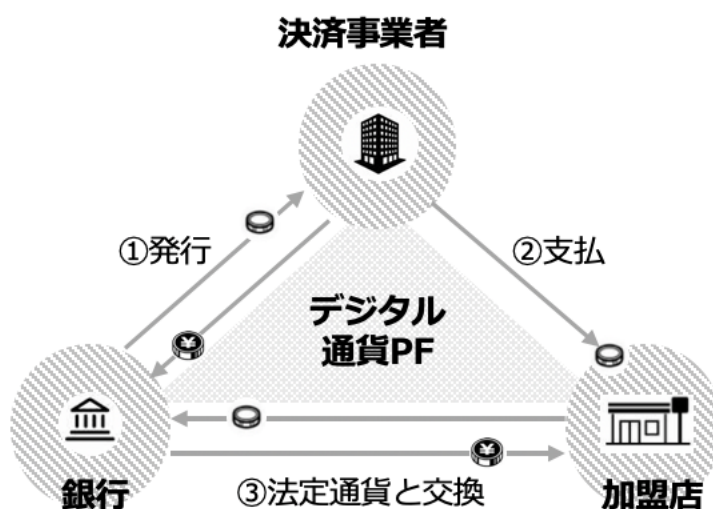 決済事業者
①発行
②支払
デジタル
通貨PF
¥
¥
銀行
③法定通貨と交換
加盟店